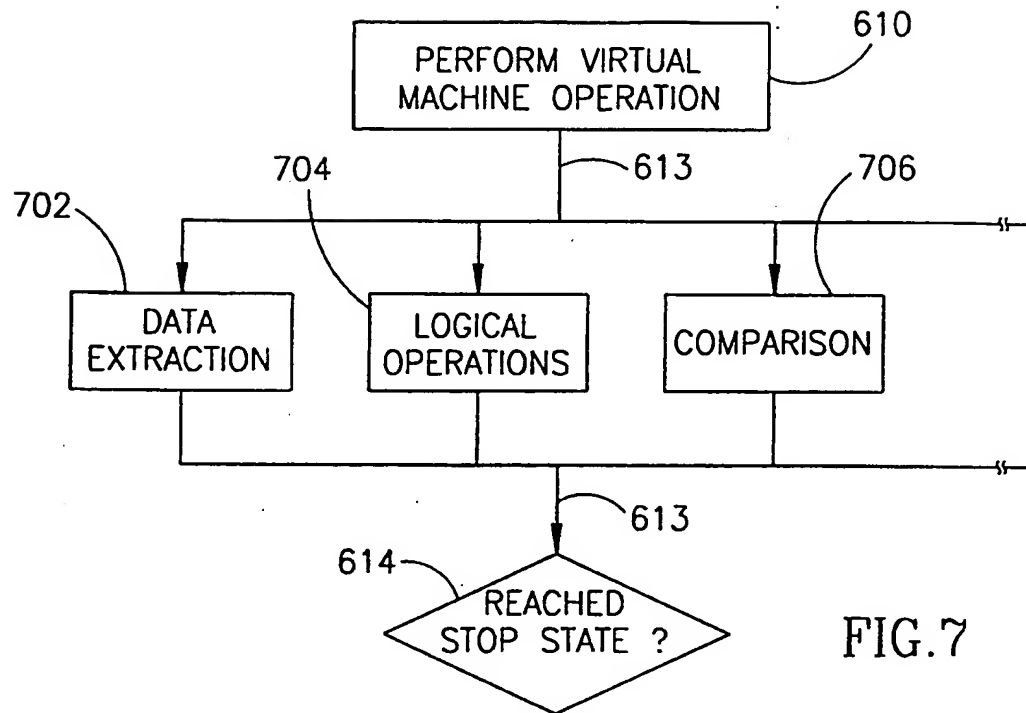 610
PERFORM VIRTUAL
MACHINE OPERATION
613
702
704
706
DATA
EXTRACTION
LOGICAL
OPERATIONS
COMPARISON
613
614
REACHED
STOP STATE ?
FIG.7